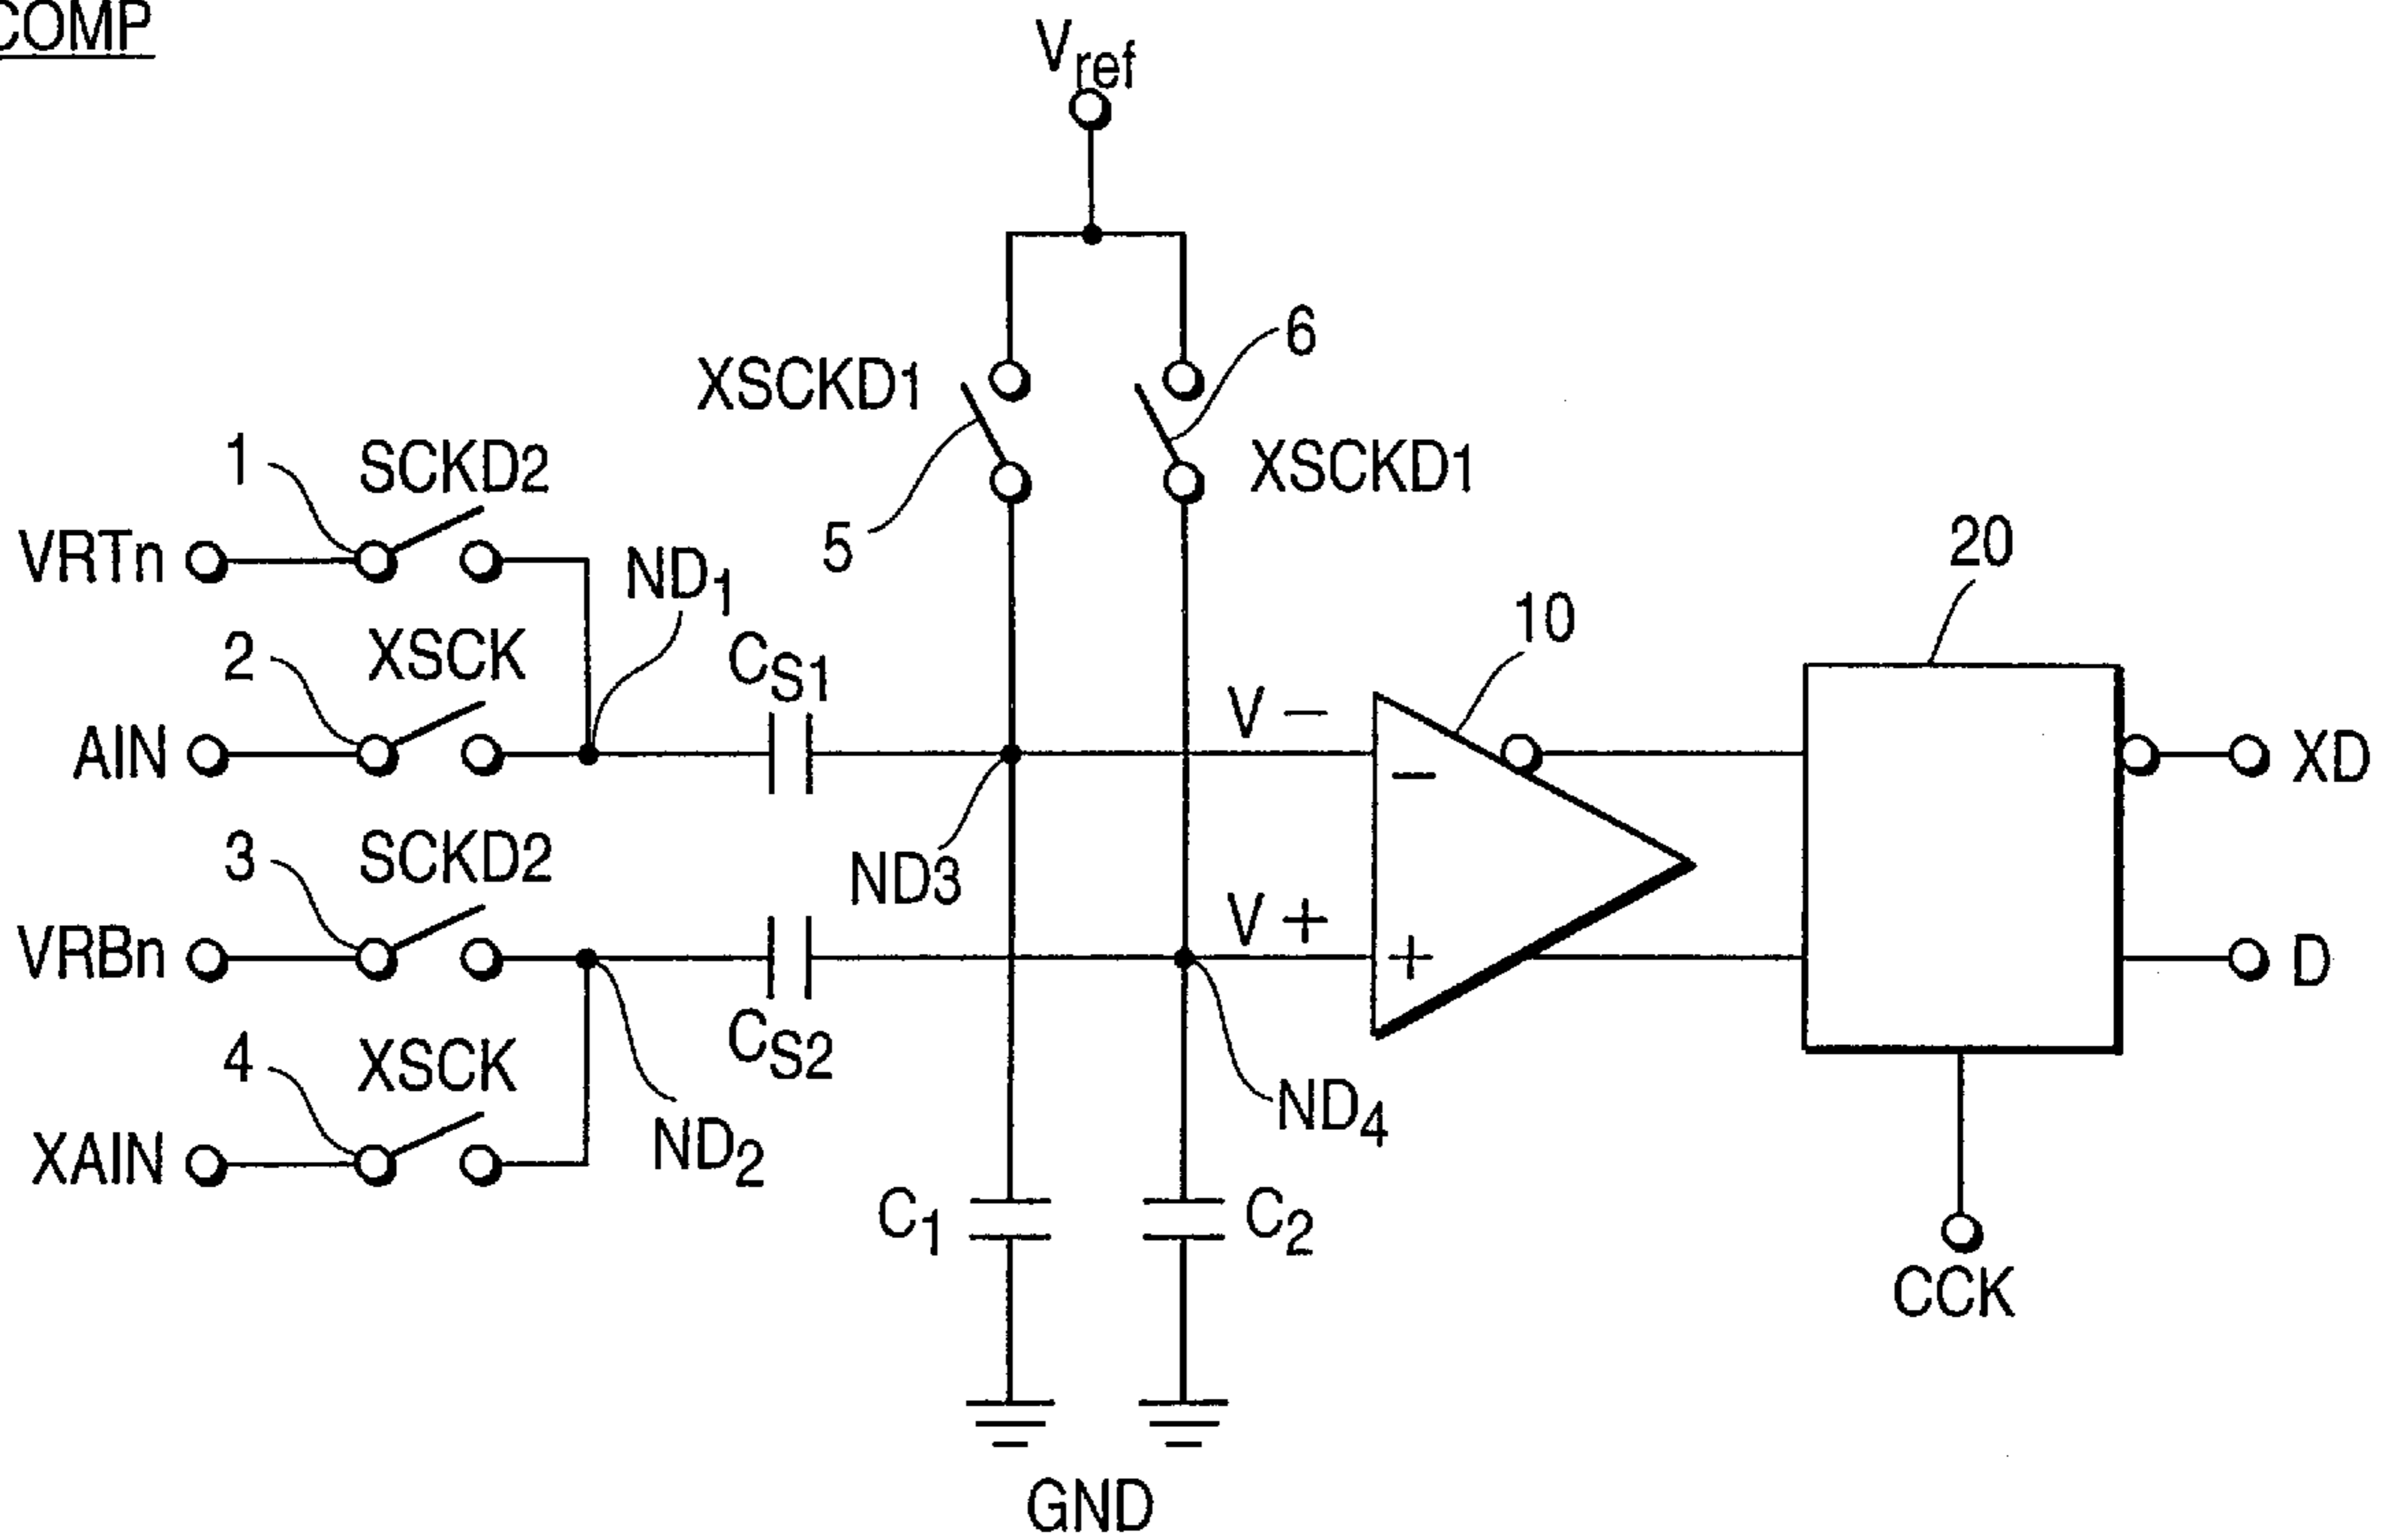 COMP
Vref
XSCKD1
6
5
XSCKD1
1
SCKD2
VRTn
ND1
2
XSCK
AIN
CS1
V −
10
20
−
XD
3
SCKD2
VRBn
ND3
V +
+
D
CS2
4
XSCK
XAIN
ND2
ND4
C1
C2
CCK
GND